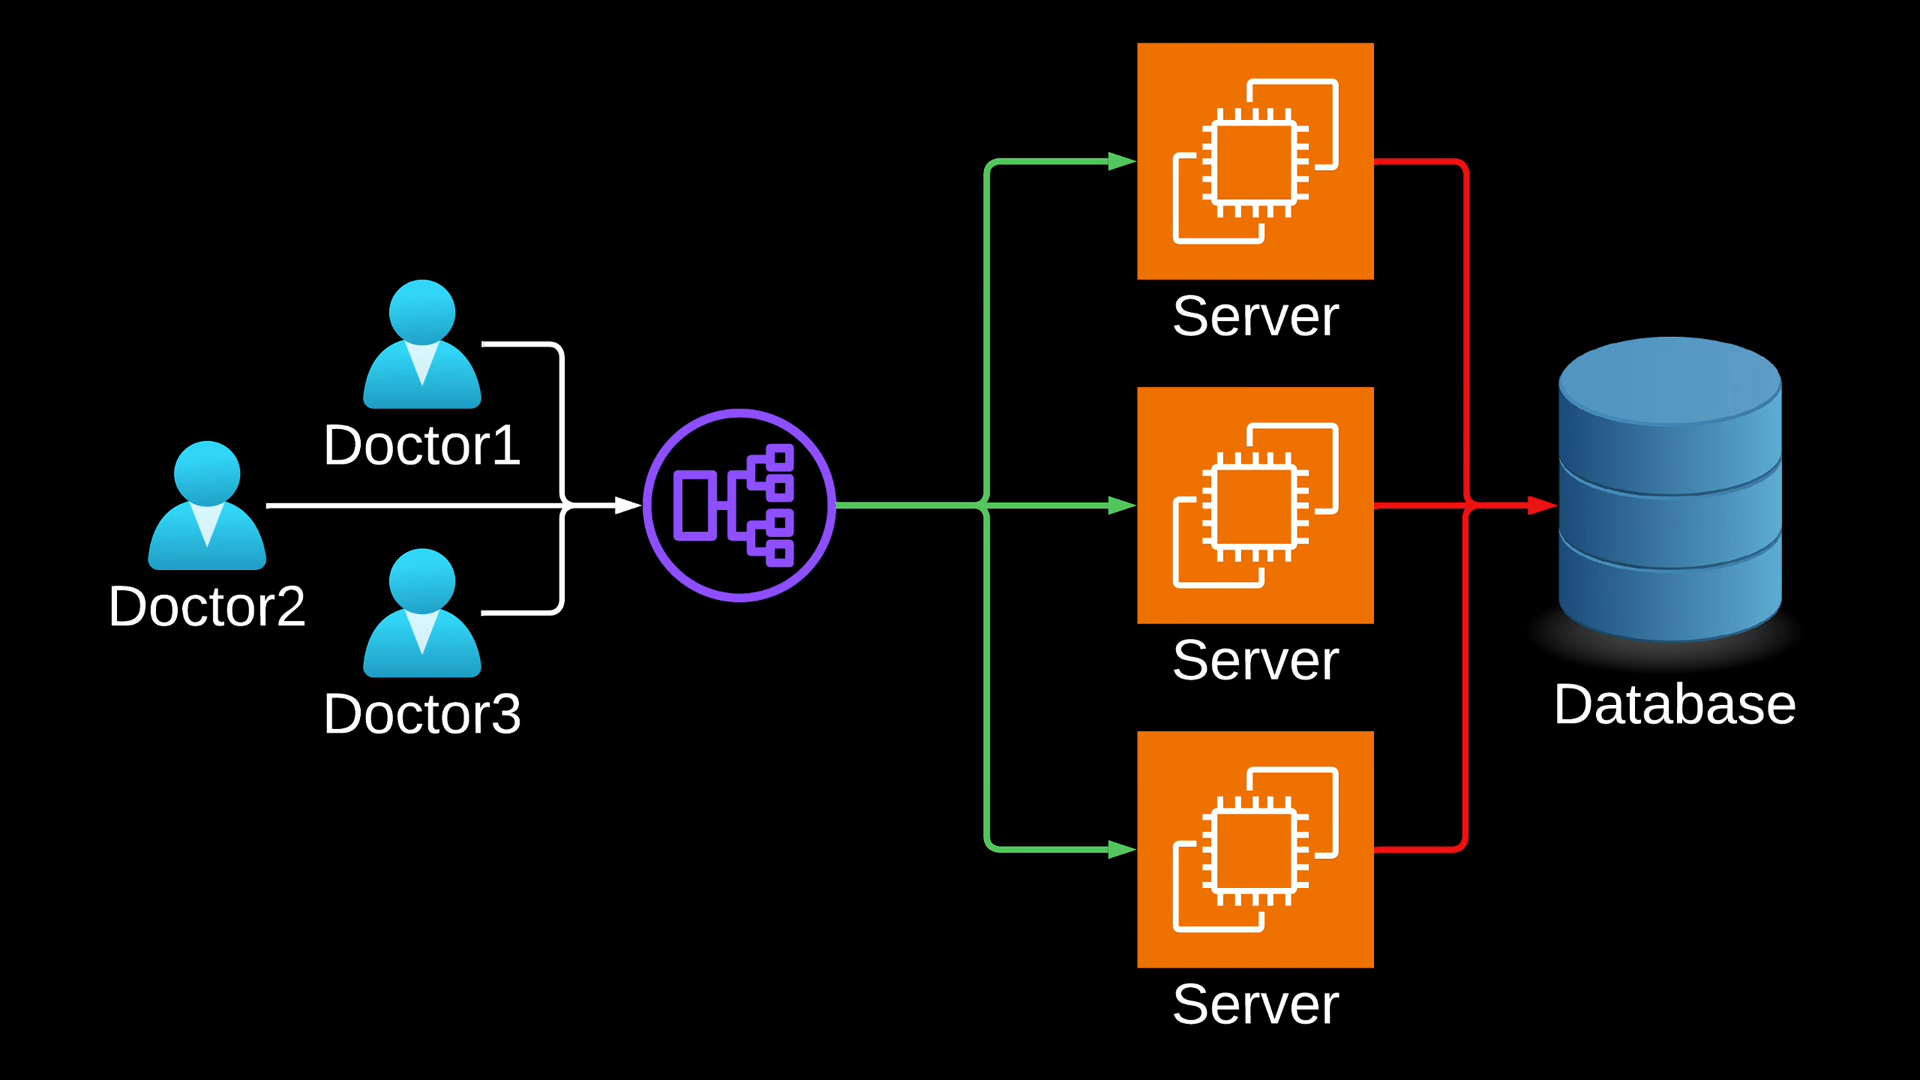 Doctor1
Doctor2
Doctor3
Server
Server
Server
Database